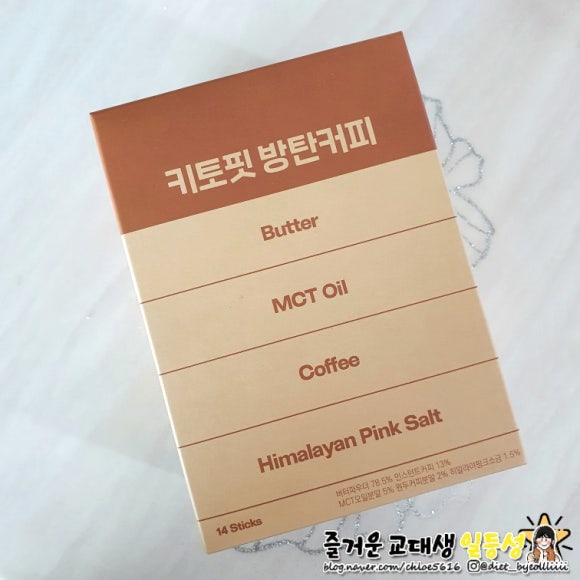 키토핏 방탄커피
Butter
MCT Oil
Coffee
Himalayan Pink Salt
버터파우더 78.5% 인스턴트커피 13%
MCT오일분말 5% 원두커피분말 2% 히말라야핑크소금 1.5%
14 Sticks
즐거운 교대생 일등성
blog.naver.com/chloe5616 @diet_byeolliiii